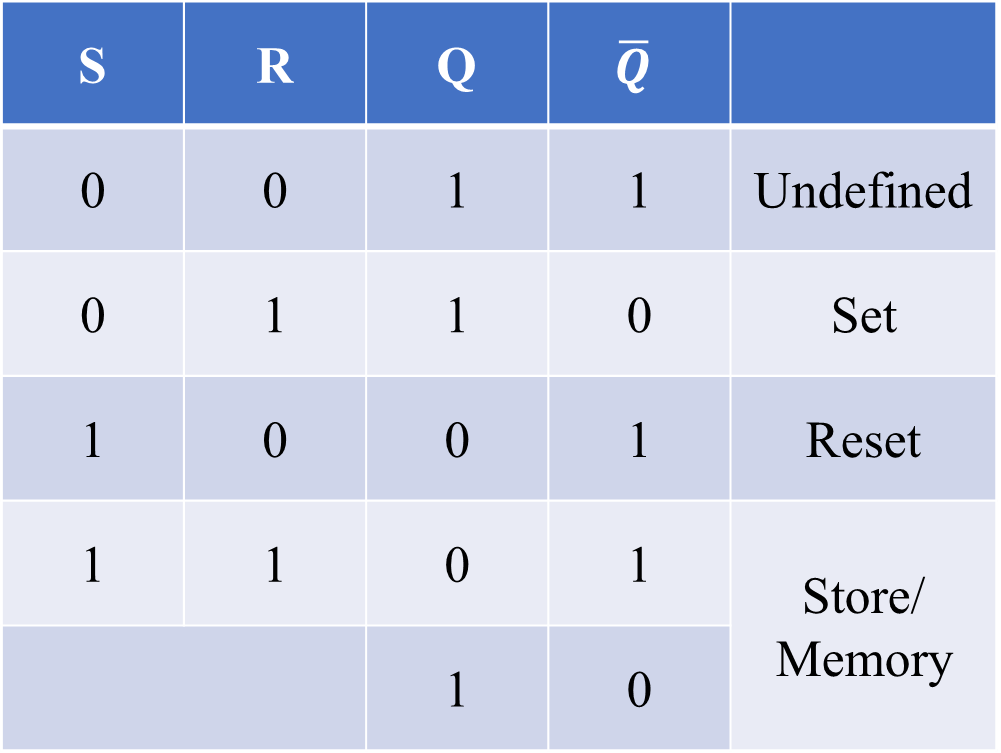 S R Q Q̅
0 0 1 1 Undefined
0 1 1 0 Set
1 0 0 1 Reset
1 1 0 1 Store/
Memory
1 0